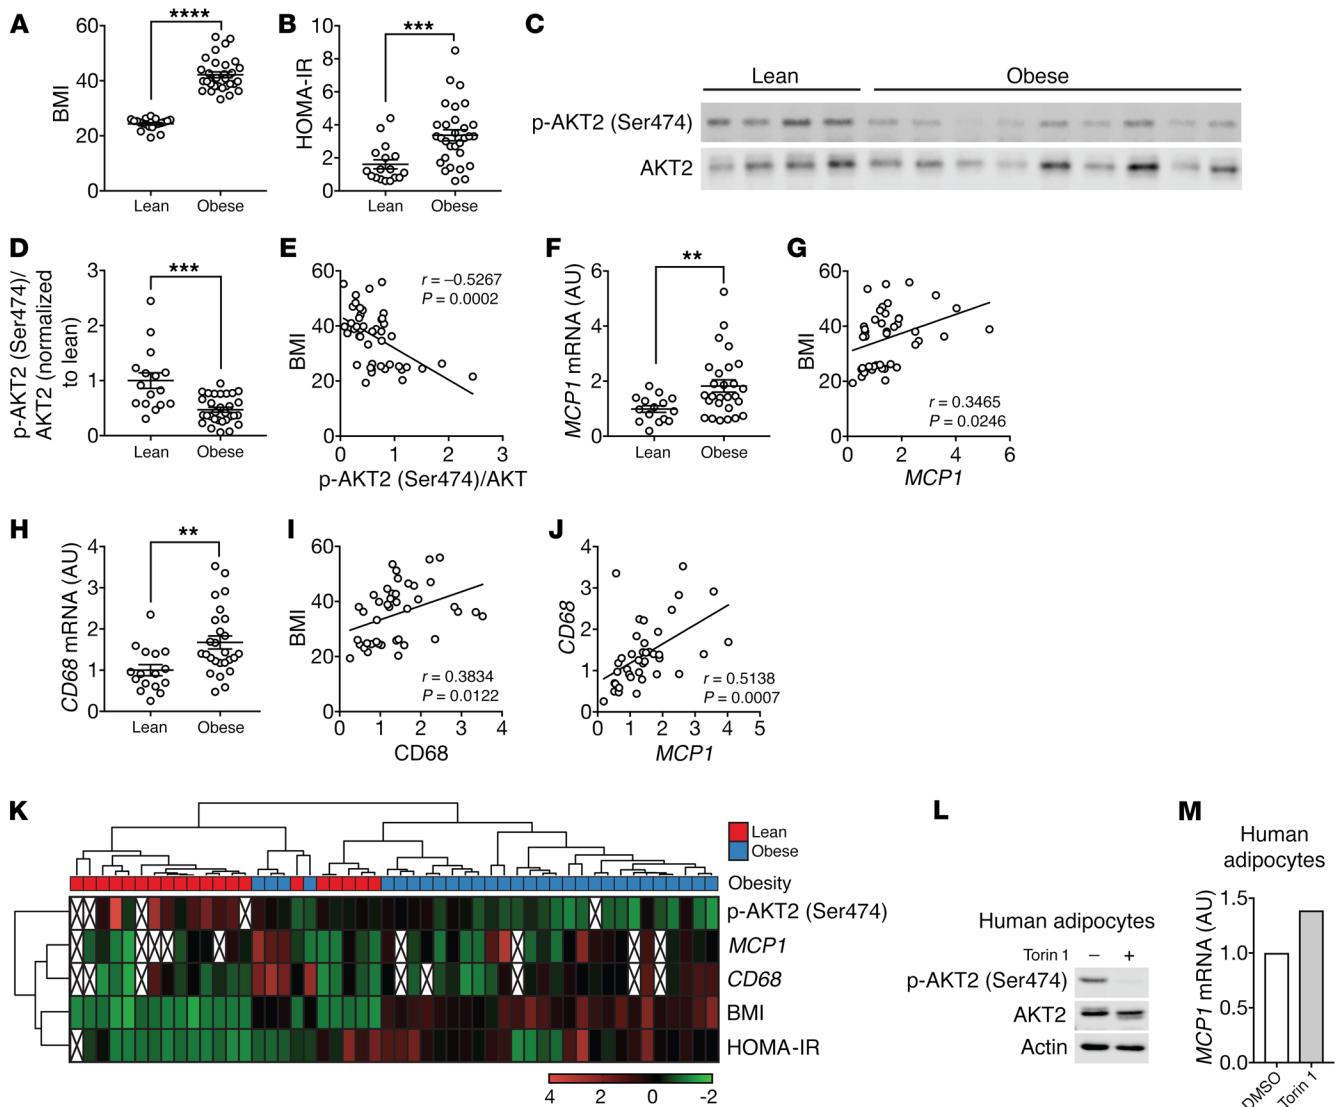 A
BMI
60
40
20
0
****
Lean
Obese
B
HOMA-IR
10
8
6
4
2
0
***
Lean
Obese
C
Lean
Obese
p-AKT2 (Ser474)
AKT2
D
p-AKT2 (Ser474)/
AKT2 (normalized
to lean)
3
2
1
0
***
Lean
Obese
E
BMI
60
40
20
0
r = –0.5267
P = 0.0002
0
1
2
3
p-AKT2 (Ser474)/AKT
F
MCP1 mRNA (AU)
6
4
2
0
**
Lean
Obese
G
BMI
60
40
20
0
r = 0.3465
P = 0.0246
0
2
4
6
MCP1
H
CD68 mRNA (AU)
4
3
2
1
0
**
Lean
Obese
I
BMI
60
40
20
0
r = 0.3834
P = 0.0122
0
1
2
3
4
CD68
J
CD68
4
3
2
1
0
r = 0.5138
P = 0.0007
0
1
2
3
4
5
MCP1
K
Lean
Obese
Obesity
p-AKT2 (Ser474)
MCP1
CD68
BMI
HOMA-IR
4
2
0
-2
L
Human adipocytes
Torin 1
–
+
p-AKT2 (Ser474)
AKT2
Actin
M
Human
adipocytes
MCP1 mRNA (AU)
1.5
1.0
0.5
0.0
DMSO
Torin 1